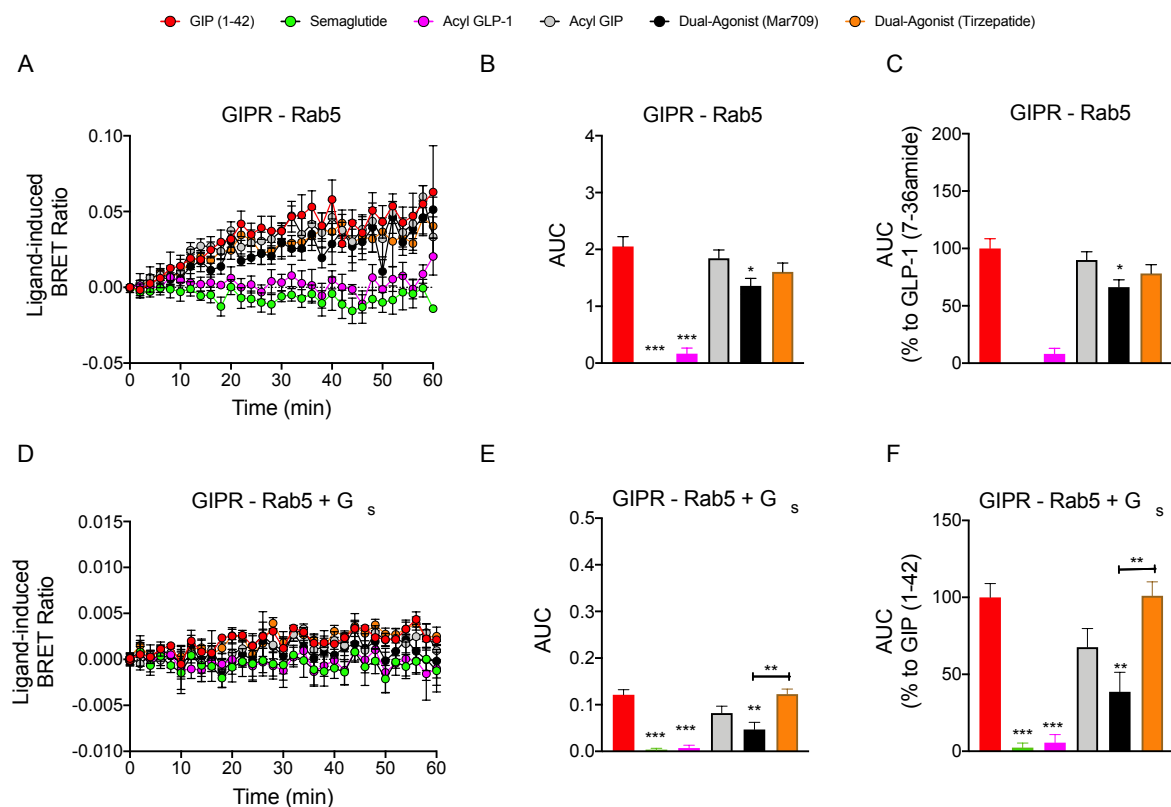 GIP (1-42) Semaglutide Acyl GLP-1 Acyl GIP Dual-Agonist (Mar709) Dual-Agonist (Tirzepatide)
A
GIPR - Rab5
Ligand-induced
BRET Ratio
0.10
0.05
0.00
-0.05
0 10 20 30 40 50 60
Time (min)
B
GIPR - Rab5
AUC
4
3
2
1
0
*** *** *
C
GIPR - Rab5
AUC
(% to GLP-1 (7-36amide)
200
150
100
50
0
*
D
GIPR - Rab5 + G s
Ligand-induced
BRET Ratio
0.015
0.010
0.005
0.000
-0.005
-0.010
0 10 20 30 40 50 60
Time (min)
E
GIPR - Rab5 + G s
AUC
0.5
0.4
0.3
0.2
0.1
0.0
**
*** *** **
F
GIPR - Rab5 + G s
AUC
(% to GIP (1-42)
150
100
50
0
**
*** *** **